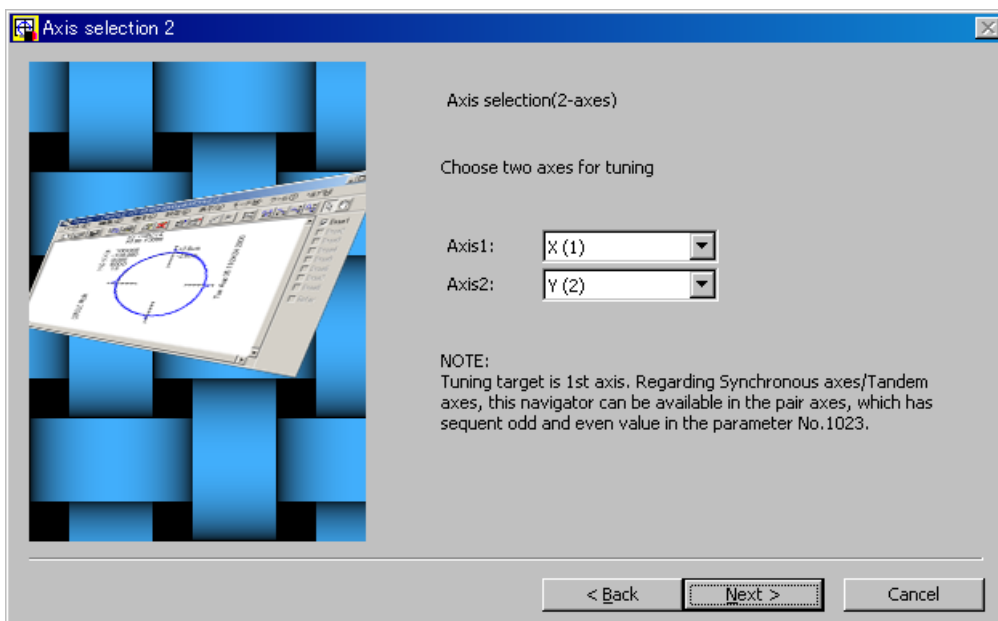 Axis selection 2
Axis selection(2-axes)
Choose two axes for tuning
Axis1:
X (1)
Axis2:
Y (2)
NOTE:
Tuning target is 1st axis. Regarding Synchronous axes/Tandem
axes, this navigator can be available in the pair axes, which has
sequent odd and even value in the parameter No.1023.
< Back
Next >
Cancel